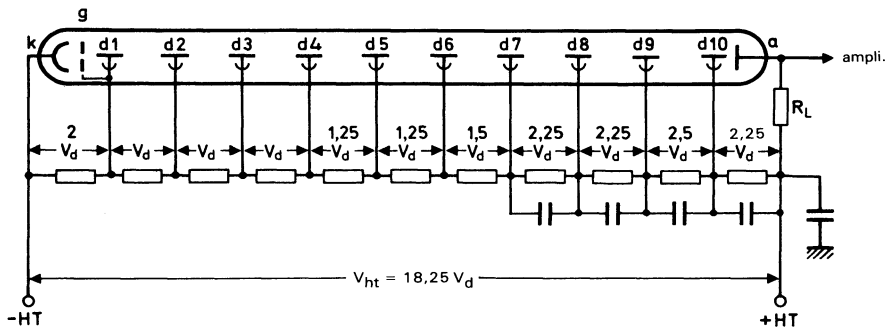 g
k d1 d2 d3 d4 d5 d6 d7 d8 d9 d10 a
ampli.
R_L
2 1,25 1,25 1,5 2,25 2,25 2,5 2,25
V_d V_d V_d V_d V_d V_d V_d V_d V_d V_d V_d
V_ht = 18,25 V_d
-HT +HT